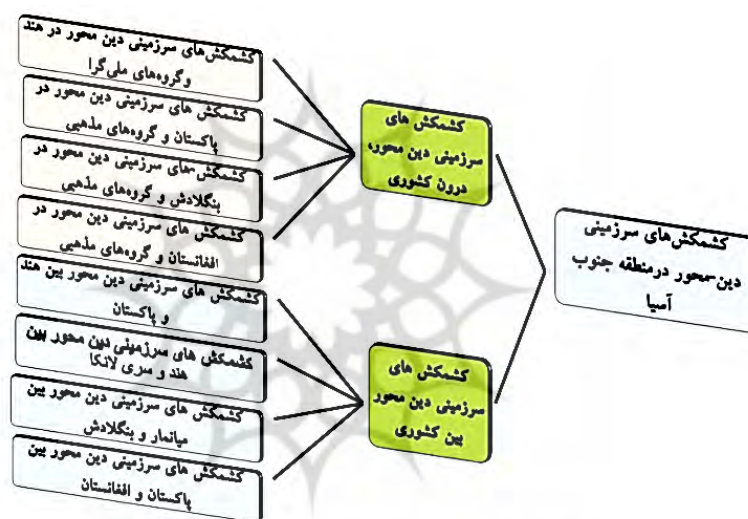 کشمکش‌های سرزمینی
دین-محور درمنطقه جنوب
آسیا
کشمکش های
سرزمینی دین محور،
درون کشوری
کشمکش‌های سرزمینی دین محور در هند
وگروه‌های ملی‌گرا
کشمکش های سرزمینی دین محور در
پاکستان و گروه‌های مذهبی
کشمکش-های سرزمینی دین محور در
بنگلادش و گروه‌های مذهبی
کشمکش های سرزمینی دین محور در
افغانستان و گروه‌های مذهبی
کشمکش های
سرزمینی دین محور
بین کشوری
کشمکش های سرزمینی دین محور بین هند
و پاکستان
کشمکش های سرزمینی دین محور بین
هند و سری لانکا
کشمکش های سرزمینی دین محور بین
میانمار و بنگلادش
کشمکش های سرزمینی دین محور بین
پاکستان و افغانستان